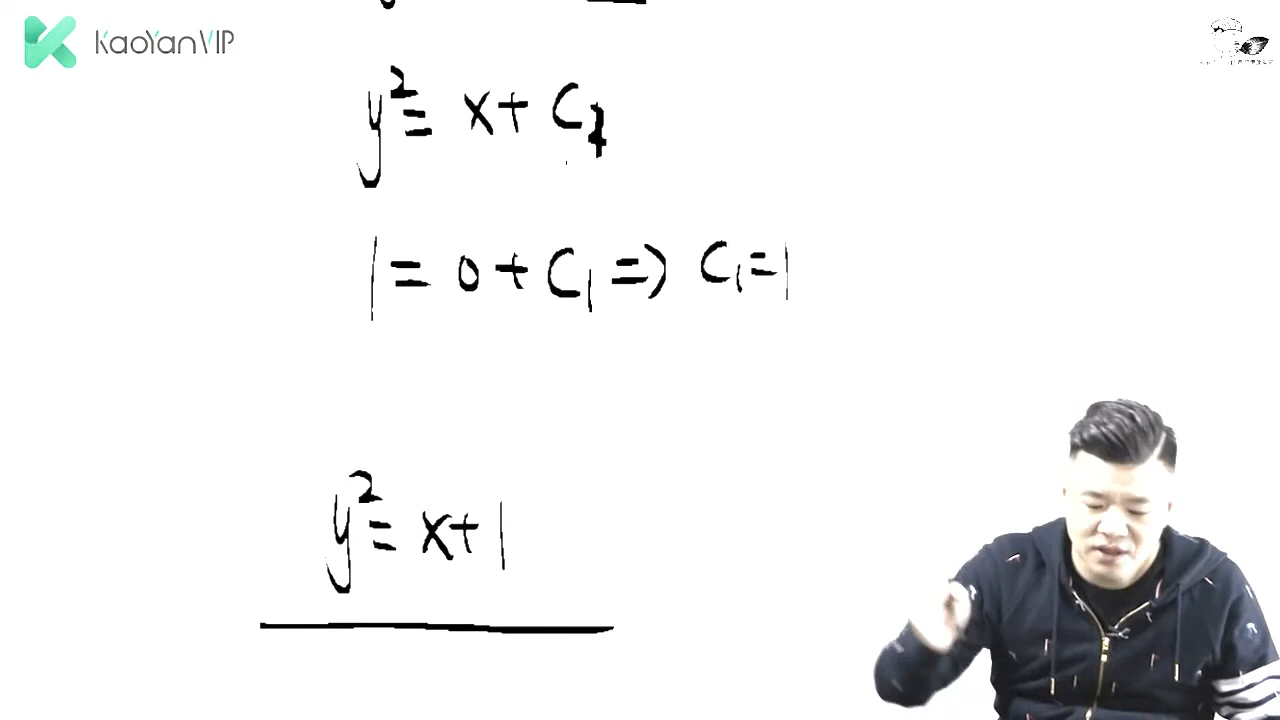 KaoYanVIP
y² = x + C₁
1 = 0 + C₁ ⇒ C₁ = 1
y² = x + 1